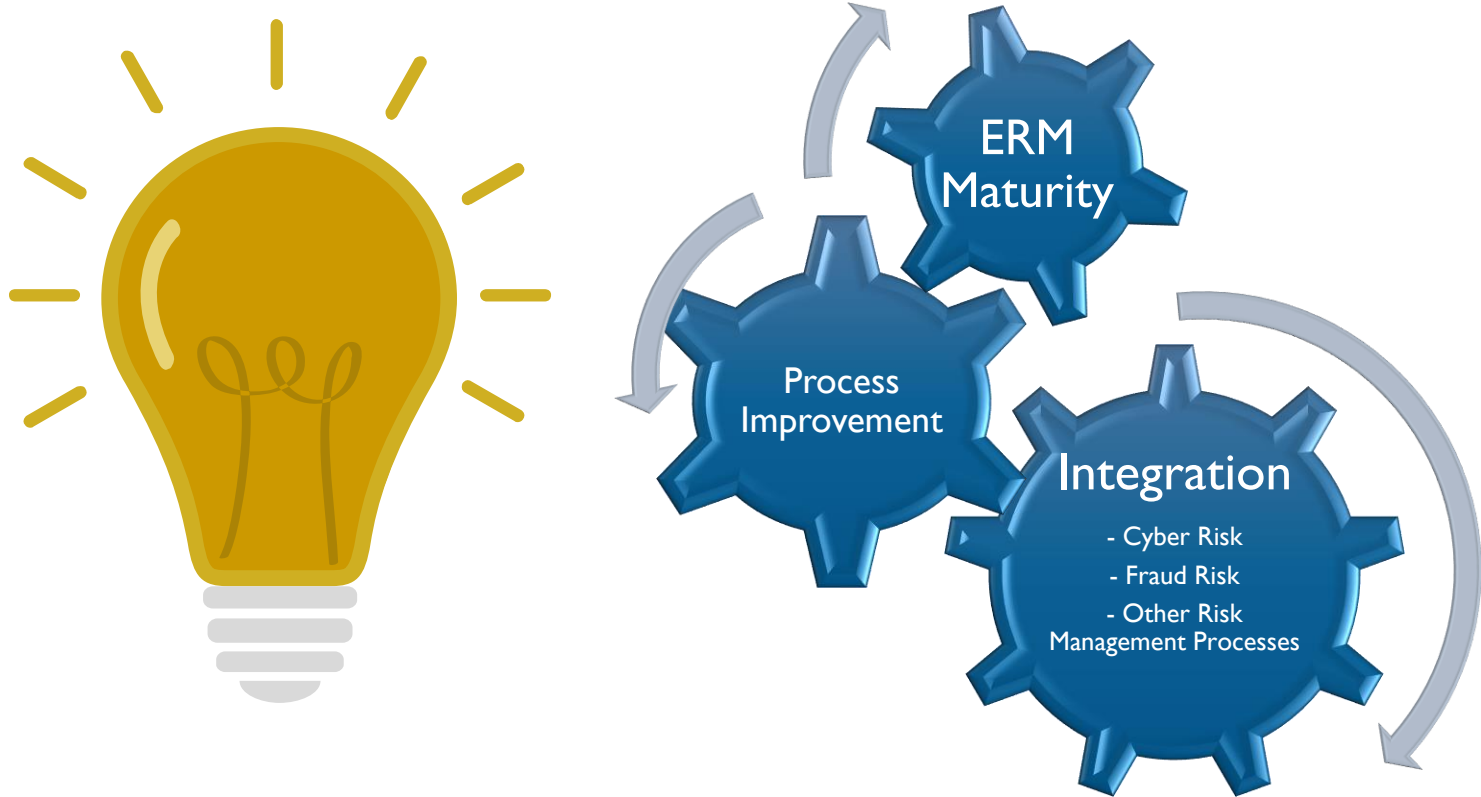 ERM
Maturity
Process
Improvement
Integration
- Cyber Risk
- Fraud Risk
- Other Risk
Management Processes